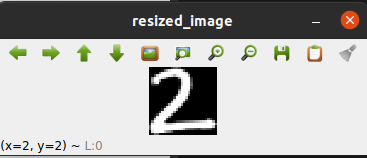 resized_image
2
(x=2, y=2) ~ L:0